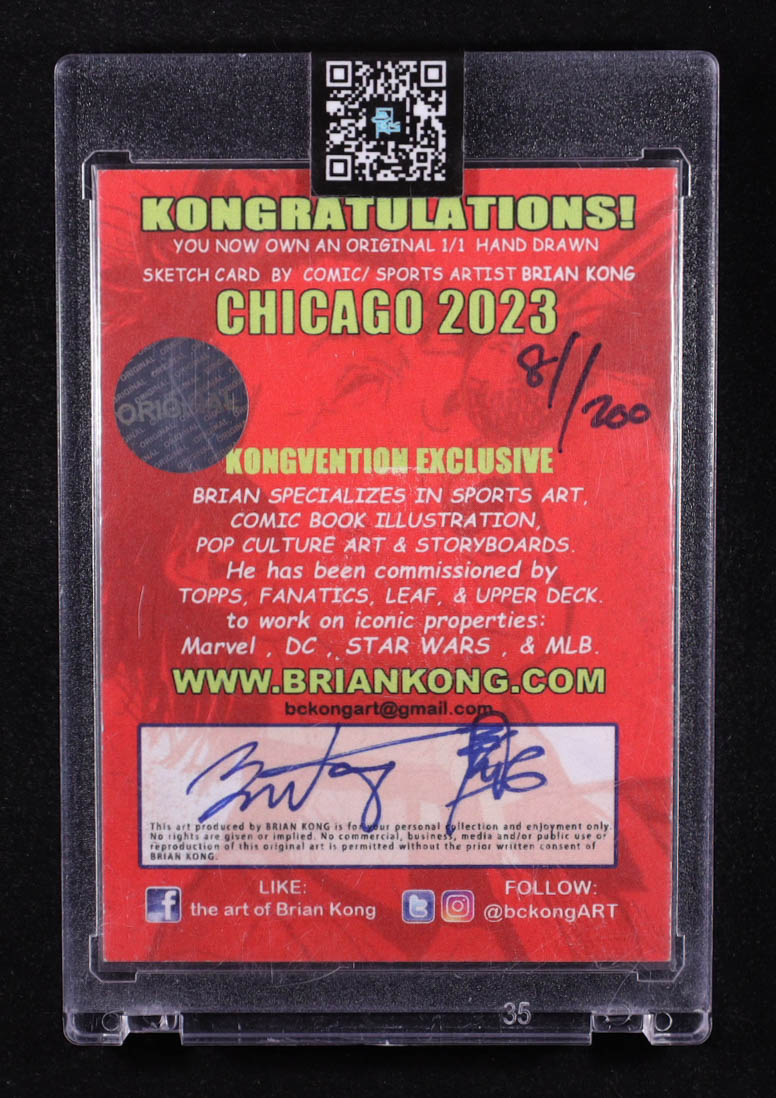 KONGRATULATIONS!
YOU NOW OWN AN ORIGINAL 1/1 HAND DRAWN
SKETCH CARD BY COMIC/ SPORTS ARTIST BRIAN KONG
CHICAGO 2023
8//200
ORIGINAL
KONGVENTION EXCLUSIVE
BRIAN SPECIALIZES IN SPORTS ART,
COMIC BOOK ILLUSTRATION,
POP CULTURE ART & STORYBOARDS.
He has been commissioned by
TOPPS, FANATICS, LEAF, & UPPER DECK.
to work on iconic properties:
Marvel , DC , STAR WARS , & MLB.
WWW.BRIANKONG.COM
bckongart@gmail.com
This art produced by BRIAN KONG is for your personal collection and enjoyment only.
No rights are given or implied. No commercial, business, media and/or public use or
reproduction of this original art is permitted without the prior written consent of
BRIAN KONG.
LIKE:
the art of Brian Kong
FOLLOW:
@bckongART
35